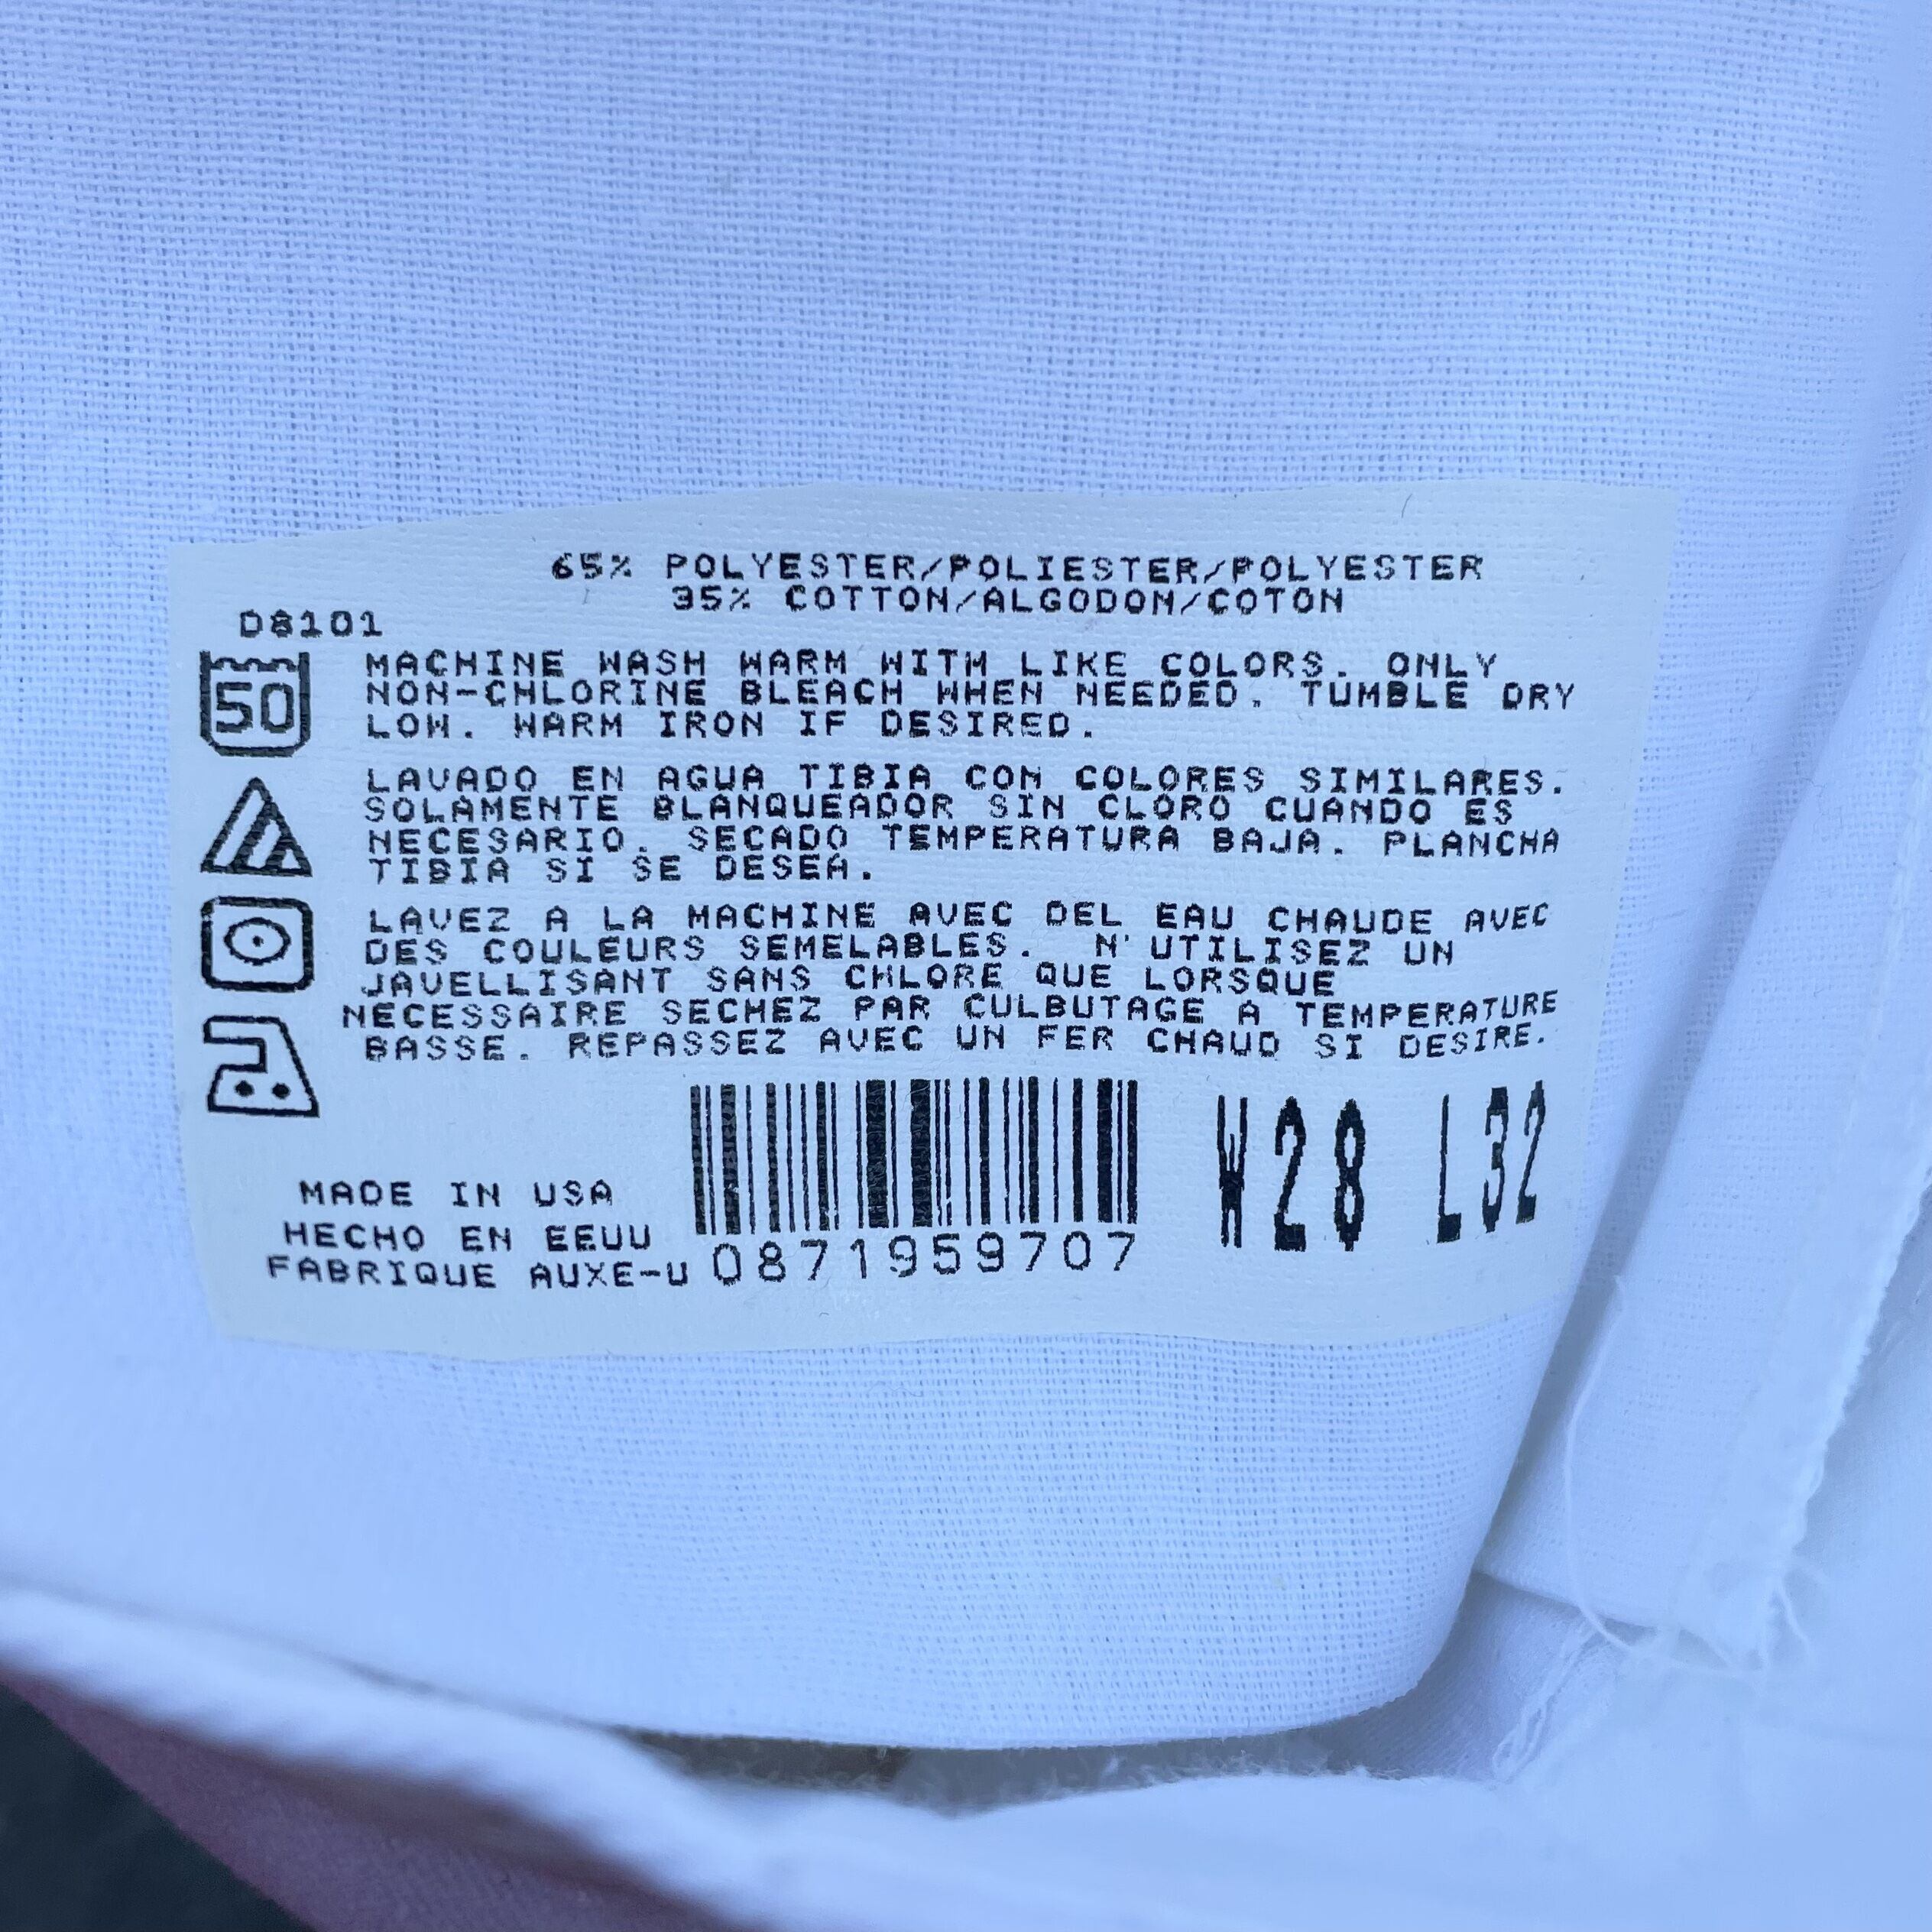 65% POLYESTER/POLIESTER/POLYESTER
35% COTTON/ALGODON/COTON
D8101
50
MACHINE WASH WARM WITH LIKE COLORS. ONLY
NON-CHLORINE BLEACH WHEN NEEDED. TUMBLE DRY
LOW. WARM IRON IF DESIRED.
LAVADO EN AGUA TIBIA CON COLORES SIMILARES.
SOLAMENTE BLANQUEADOR SIN CLORO CUANDO ES
NECESARIO. SECADO TEMPERATURA BAJA. PLANCHA
TIBIA SI SE DESEA.
LAVEZ A LA MACHINE AVEC DEL EAU CHAUDE AVEC
DES COULEURS SEMELABLES. N'UTILISEZ UN
JAVELLISANT SANS CHLORE QUE LORSQUE
NECESSAIRE SECHEZ PAR CULBUTAGE A TEMPERATURE
BASSE. REPASSEZ AVEC UN FER CHAUD SI DESIRE.
MADE IN USA
HECHO EN EEUU
FABRIQUE AUXE-U
0871959707
W28 L32